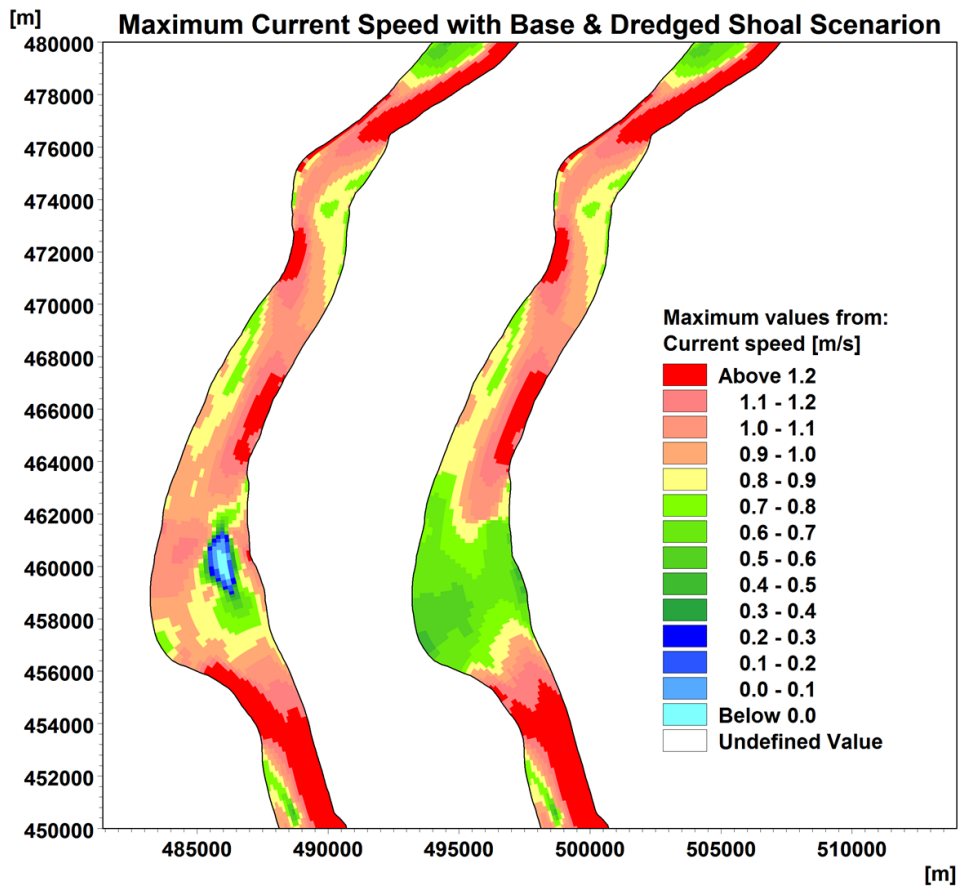 [m]
Maximum Current Speed with Base & Dredged Shoal Scenarion
480000
478000
476000
474000
472000
470000
468000
466000
464000
462000
460000
458000
456000
454000
452000
450000
Maximum values from:
Current speed [m/s]
Above 1.2
1.1 - 1.2
1.0 - 1.1
0.9 - 1.0
0.8 - 0.9
0.7 - 0.8
0.6 - 0.7
0.5 - 0.6
0.4 - 0.5
0.3 - 0.4
0.2 - 0.3
0.1 - 0.2
0.0 - 0.1
Below 0.0
Undefined Value
485000 490000 495000 500000 505000 510000
[m]